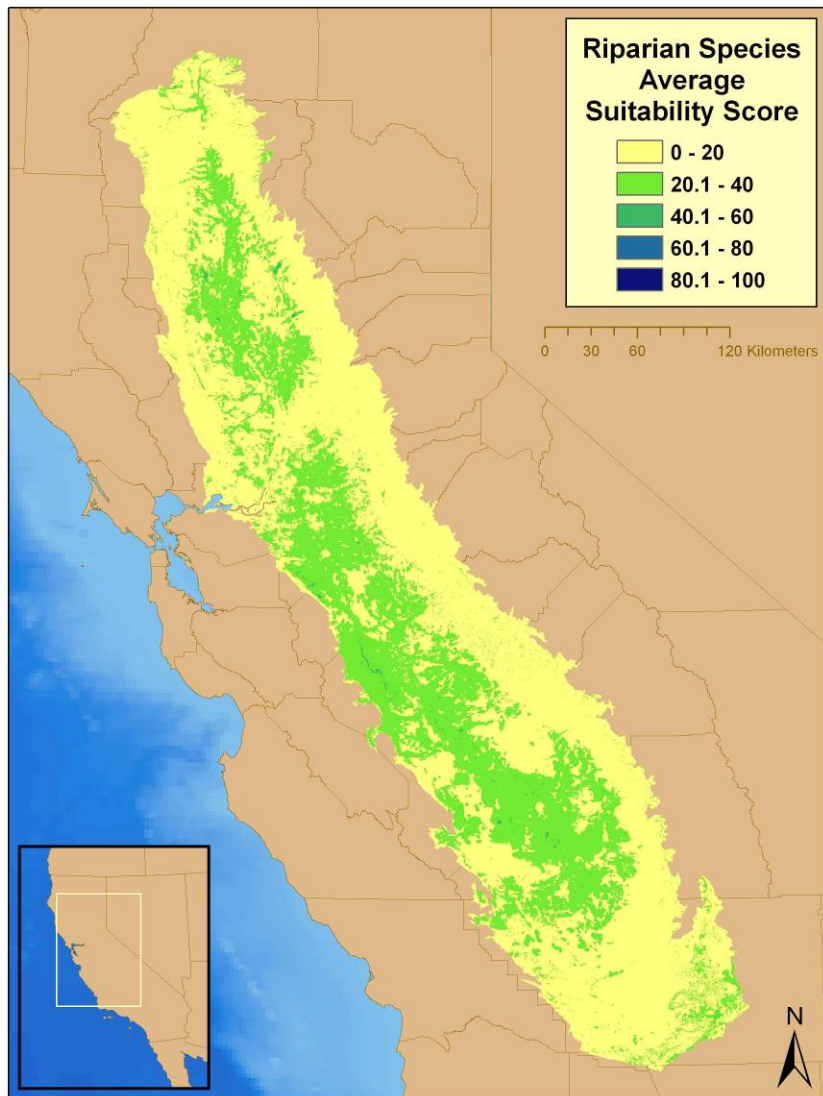 Riparian Species
Average
Suitability Score
0 - 20
20.1 - 40
40.1 - 60
60.1 - 80
80.1 - 100
0 30 60 120 Kilometers
N